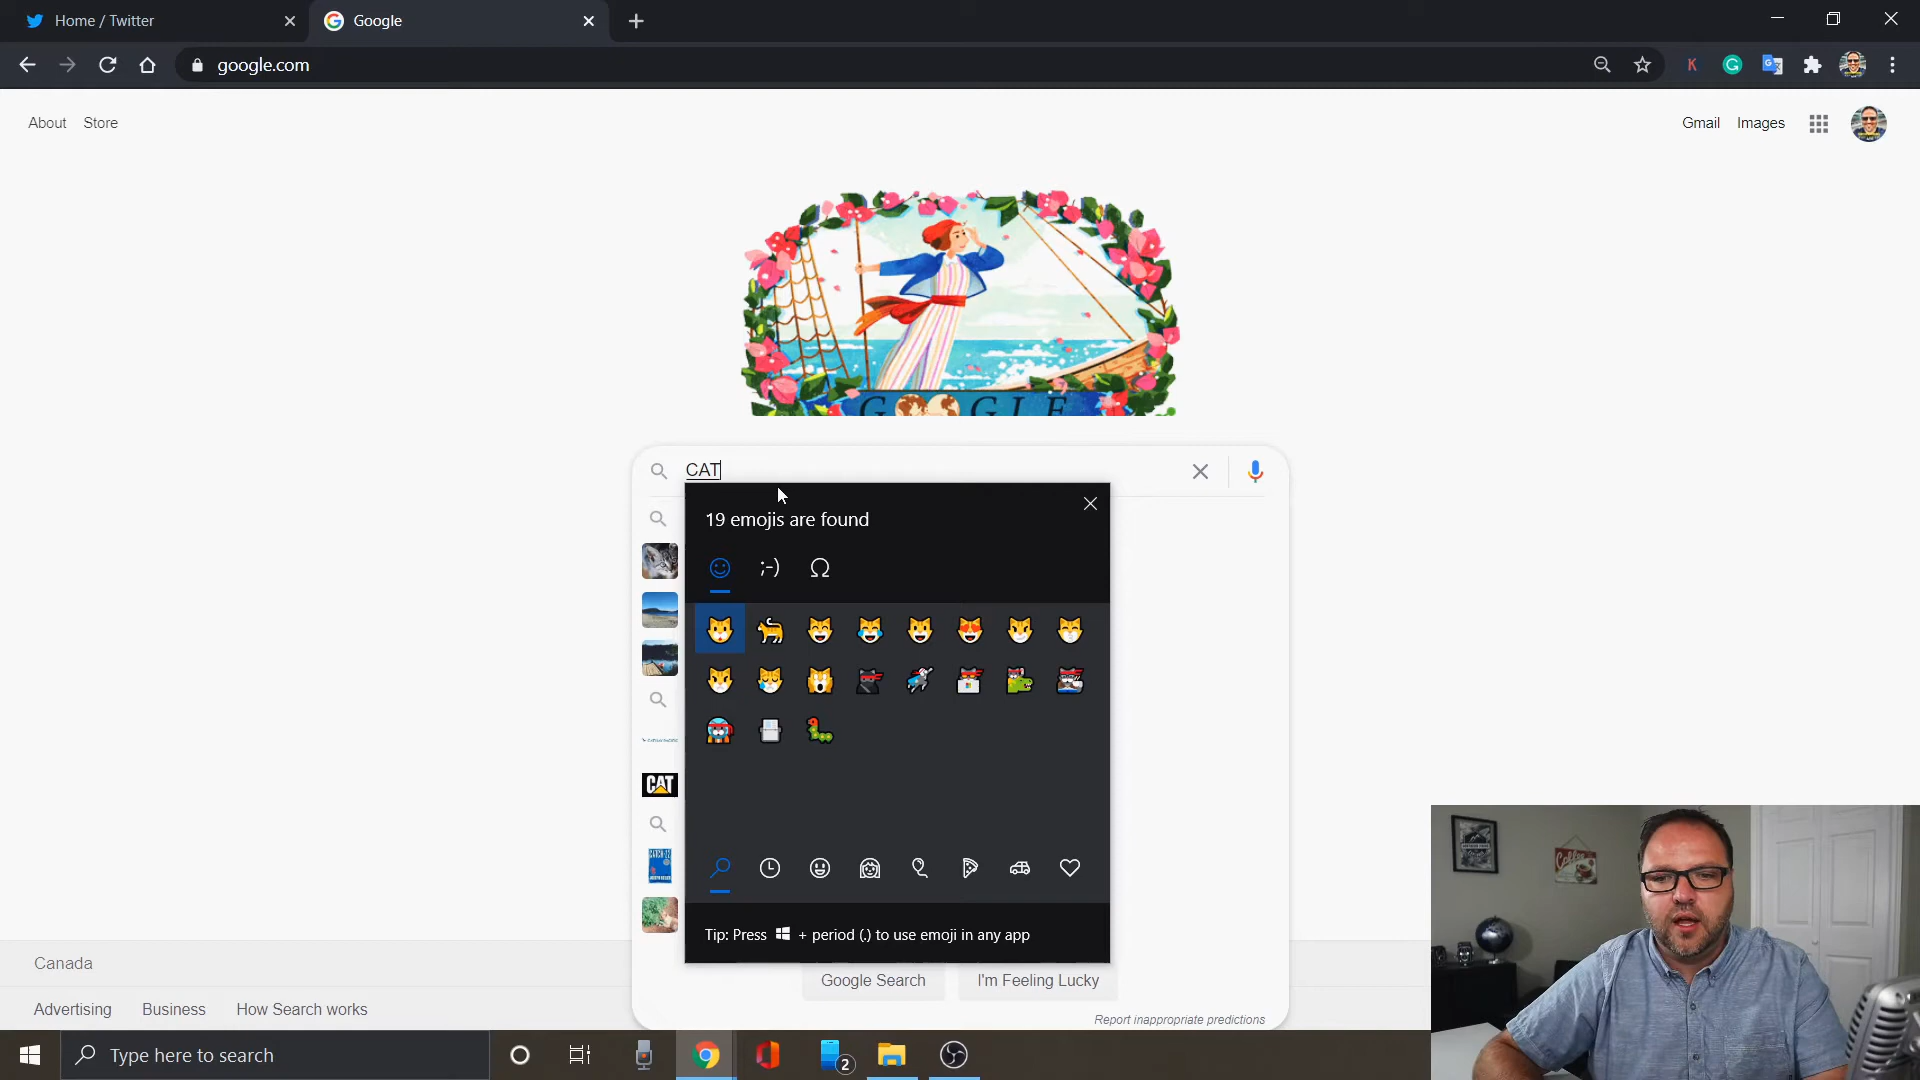 Home / Twitter
Google
google.com
K
About
Store
Gmail
Images
GOOGLE
CAT
19 emojis are found
;-)
Ω
CAT
Tip: Press + period (.) to use emoji in any app
Google Search
I'm Feeling Lucky
Report inappropriate predictions
Canada
Advertising
Business
How Search works
Type here to search
2